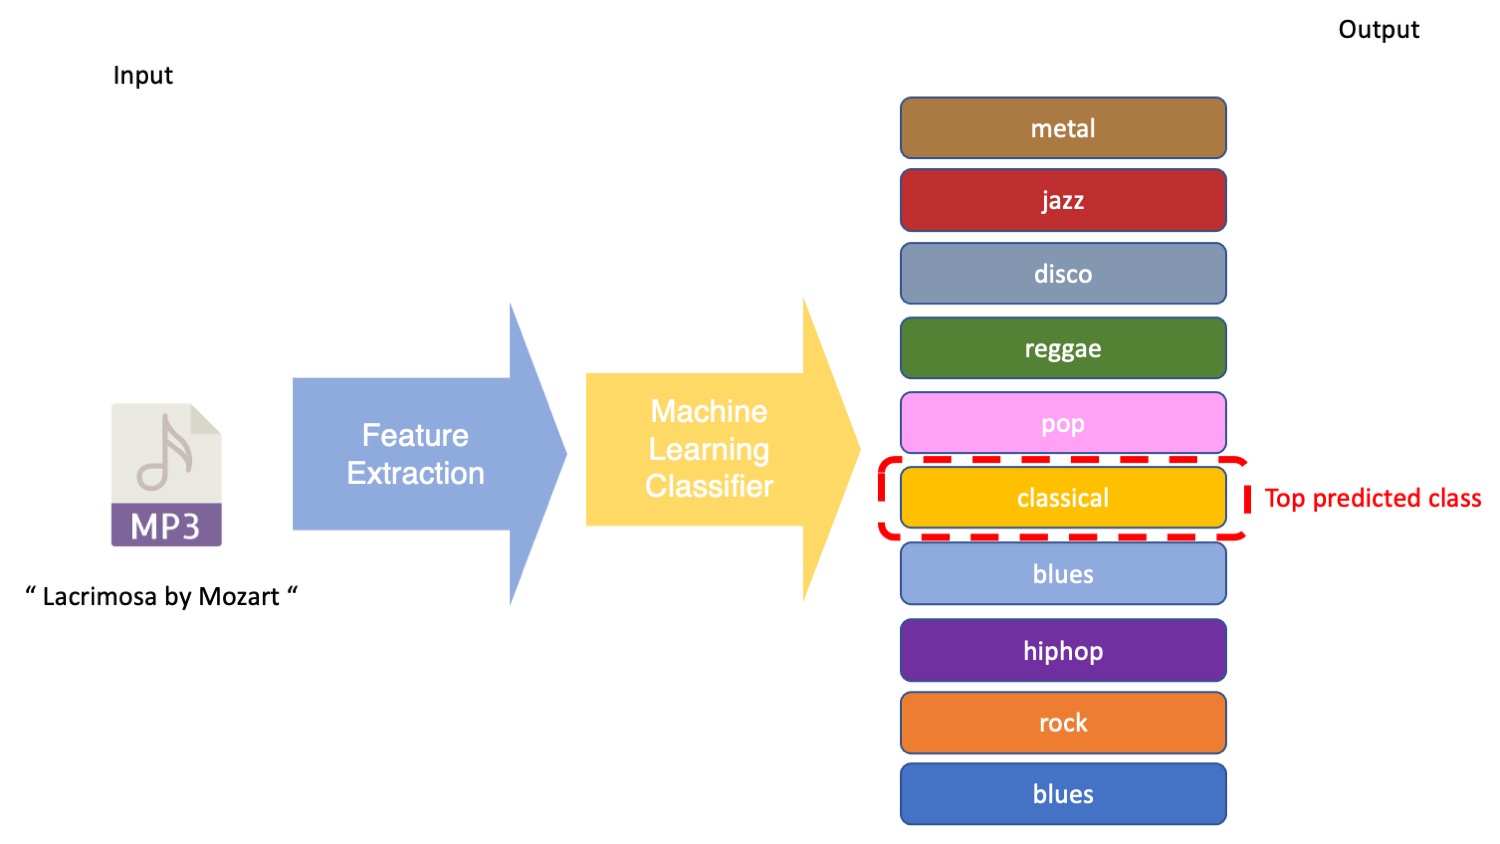 Output
Input
metal
jazz
disco
reggae
pop
Machine
Learning
Classifier
Feature
Extraction
classical
Top predicted class
MP3
blues
“ Lacrimosa by Mozart “
hiphop
rock
blues